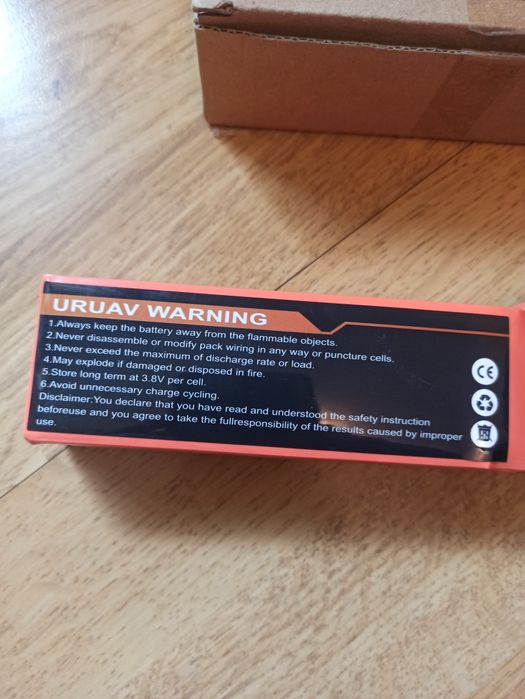 URUAV WARNING
1.Always keep the battery away from the flammable objects.
2.Never disassemble or modify pack wiring in any way or puncture cells.
3.Never exceed the maximum of discharge rate or load.
4.May explode if damaged or disposed in fire.
5.Store long term at 3.8V per cell.
6.Avoid unnecessary charge cycling.
Disclaimer:You declare that you have read and understood the safety instruction
beforeuse and you agree to take the fullresponsibility of the results caused by improper
use.
CE